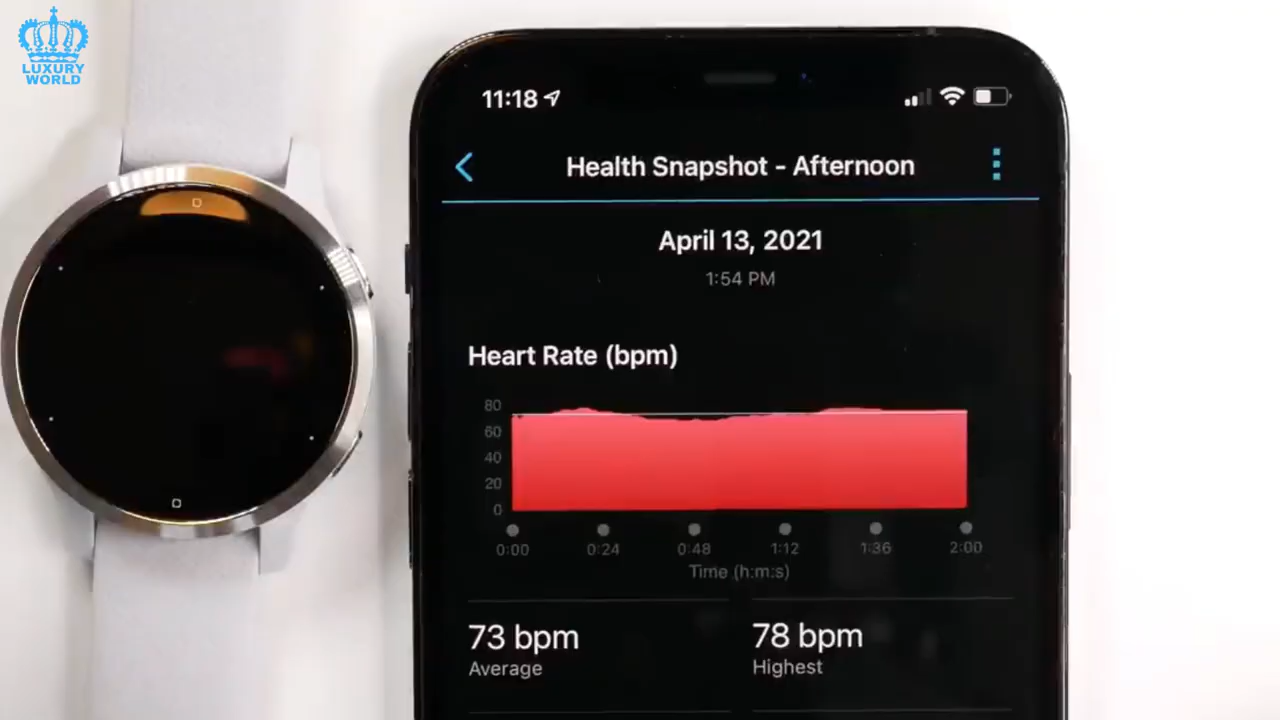 LUXURY
WORLD
11:18
Health Snapshot - Afternoon
April 13, 2021
1:54 PM
Heart Rate (bpm)
80
60
40
20
0
0:00 0:24 0:48 1:12 1:36 2:00
Time (h:m:s)
73 bpm 78 bpm
Average Highest